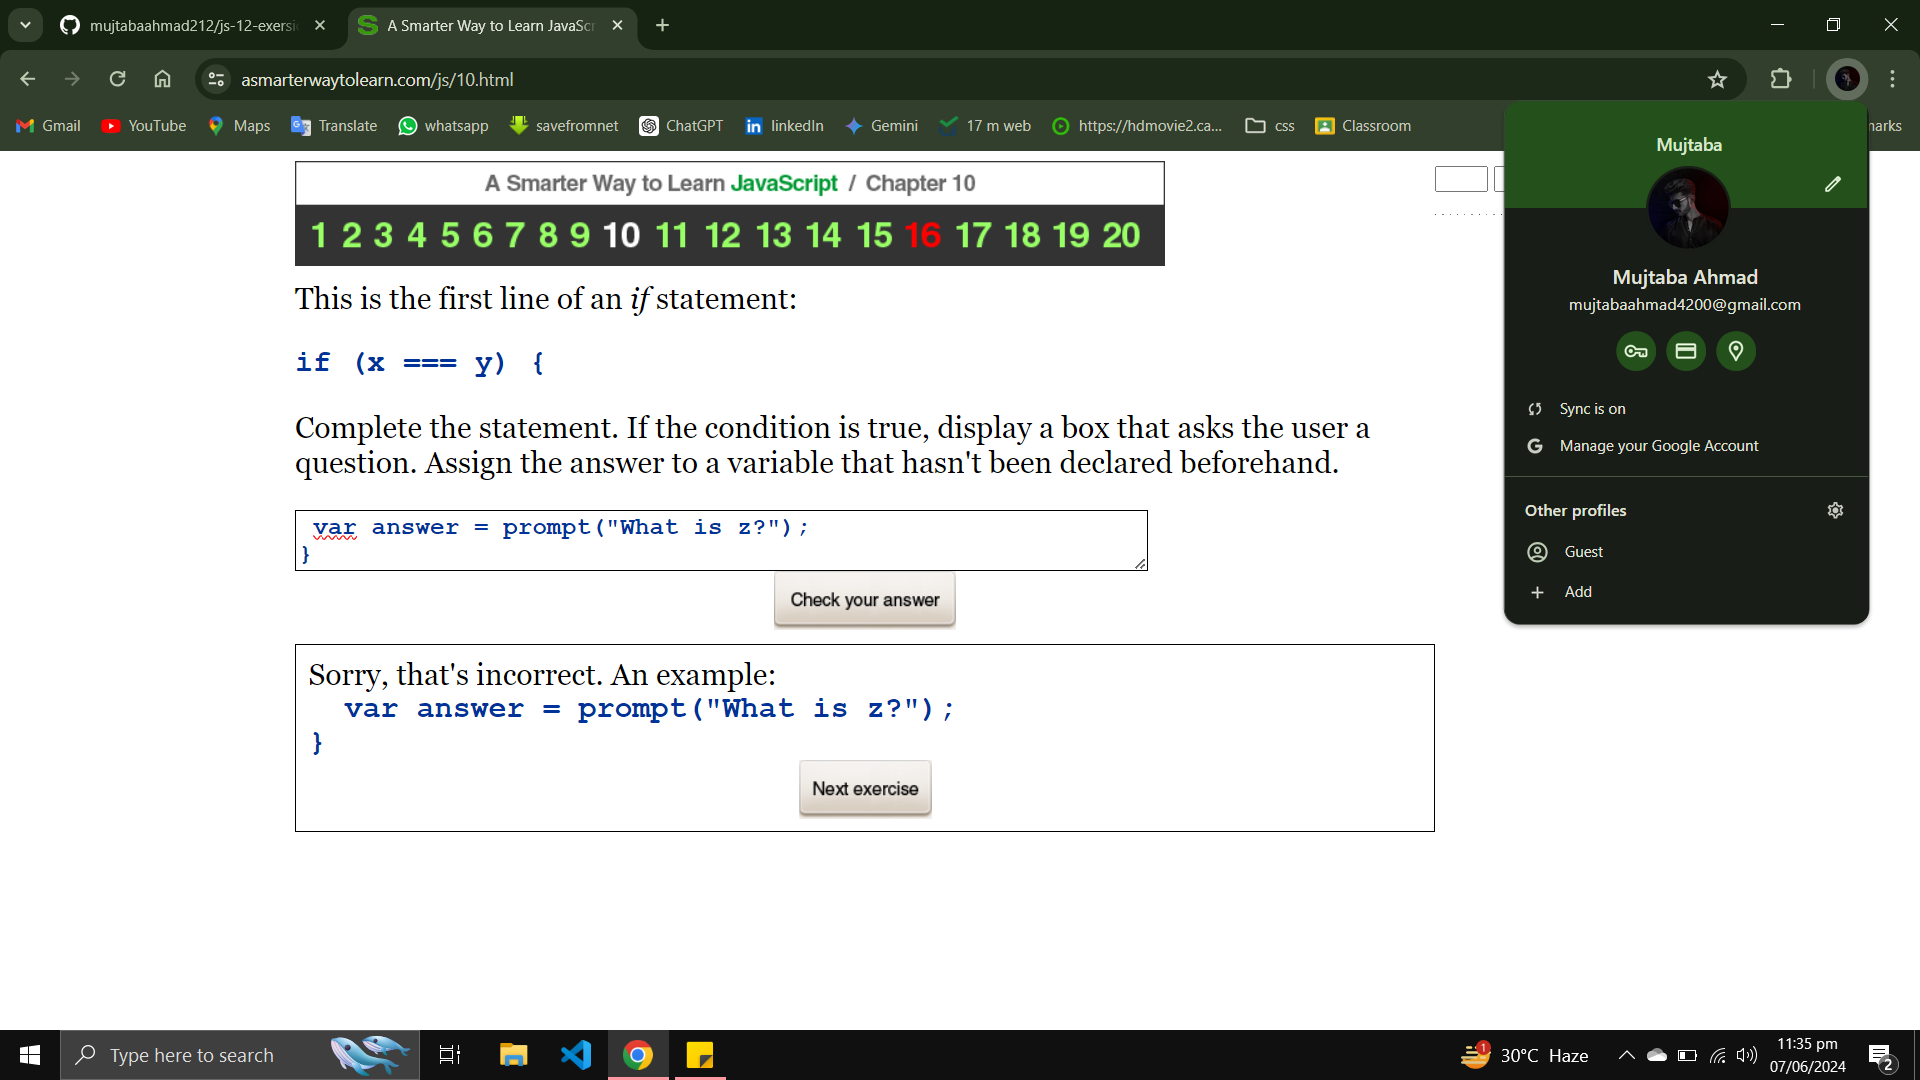 mujtabaahmad212/js-12-exersi
A Smarter Way to Learn JavaScr
asmarterwaytolearn.com/js/10.html
Gmail YouTube Maps Translate whatsapp savefromnet ChatGPT linkedIn Gemini 17 m web https://hdmovie2.ca... css Classroom
A Smarter Way to Learn JavaScript / Chapter 10
1 2 3 4 5 6 7 8 9 10 11 12 13 14 15 16 17 18 19 20
This is the first line of an if statement:
if (x === y) {
Complete the statement. If the condition is true, display a box that asks the user a
question. Assign the answer to a variable that hasn't been declared beforehand.
var answer = prompt("What is z?");
}
Check your answer
Sorry, that's incorrect. An example:
var answer = prompt("What is z?");
}
Next exercise
Mujtaba
Mujtaba Ahmad
mujtabaahmad4200@gmail.com
Sync is on
Manage your Google Account
Other profiles
Guest
Add
Type here to search
1
30°C Haze
11:35 pm
07/06/2024
2